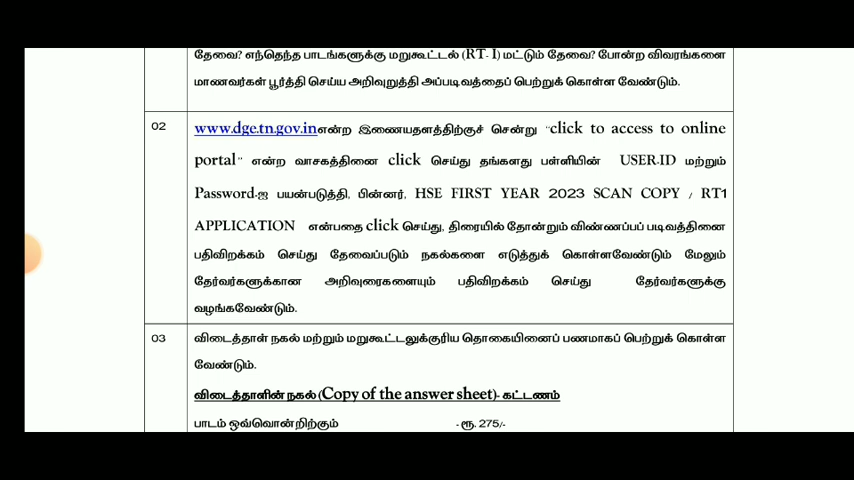 தேவை? எந்தெந்த பாடங்களுக்கு மறுகூட்டல் (RT- I) மட்டும் தேவை? போன்ற விவரங்களை
மாணவர்கள் பூர்த்தி செய்ய அறிவுறுத்தி அப்படிவத்தைப் பெற்றுக் கொள்ள வேண்டும்.
02 www.dge.tn.gov.inஎன்ற இணையதளத்திற்குச் சென்று "click to access to online
portal" என்ற வாசகத்தினை click செய்து தங்களது பள்ளியின் USER-ID மற்றும்
Password-ஐ பயன்படுத்தி, பின்னர், HSE FIRST YEAR 2023 SCAN COPY / RT1
APPLICATION என்பதை click செய்து, திரையில் தோன்றும் விண்ணப்பப் படிவத்தினை
பதிவிறக்கம் செய்து தேவைப்படும் நகல்களை எடுத்துக் கொள்ளவேண்டும் மேலும்
தேர்வர்களுக்கான அறிவுரைகளையும் பதிவிறக்கம் செய்து தேர்வர்களுக்கு
வழங்கவேண்டும்.
03 விடைத்தாள் நகல் மற்றும் மறுகூட்டலுக்குரிய தொகையினைப் பணமாகப் பெற்றுக் கொள்ள
வேண்டும்.
விடைத்தாளின் நகல் (Copy of the answer sheet)- கட்டணம்
பாடம் ஒவ்வொன்றிற்கும் - ரூ. 275/-